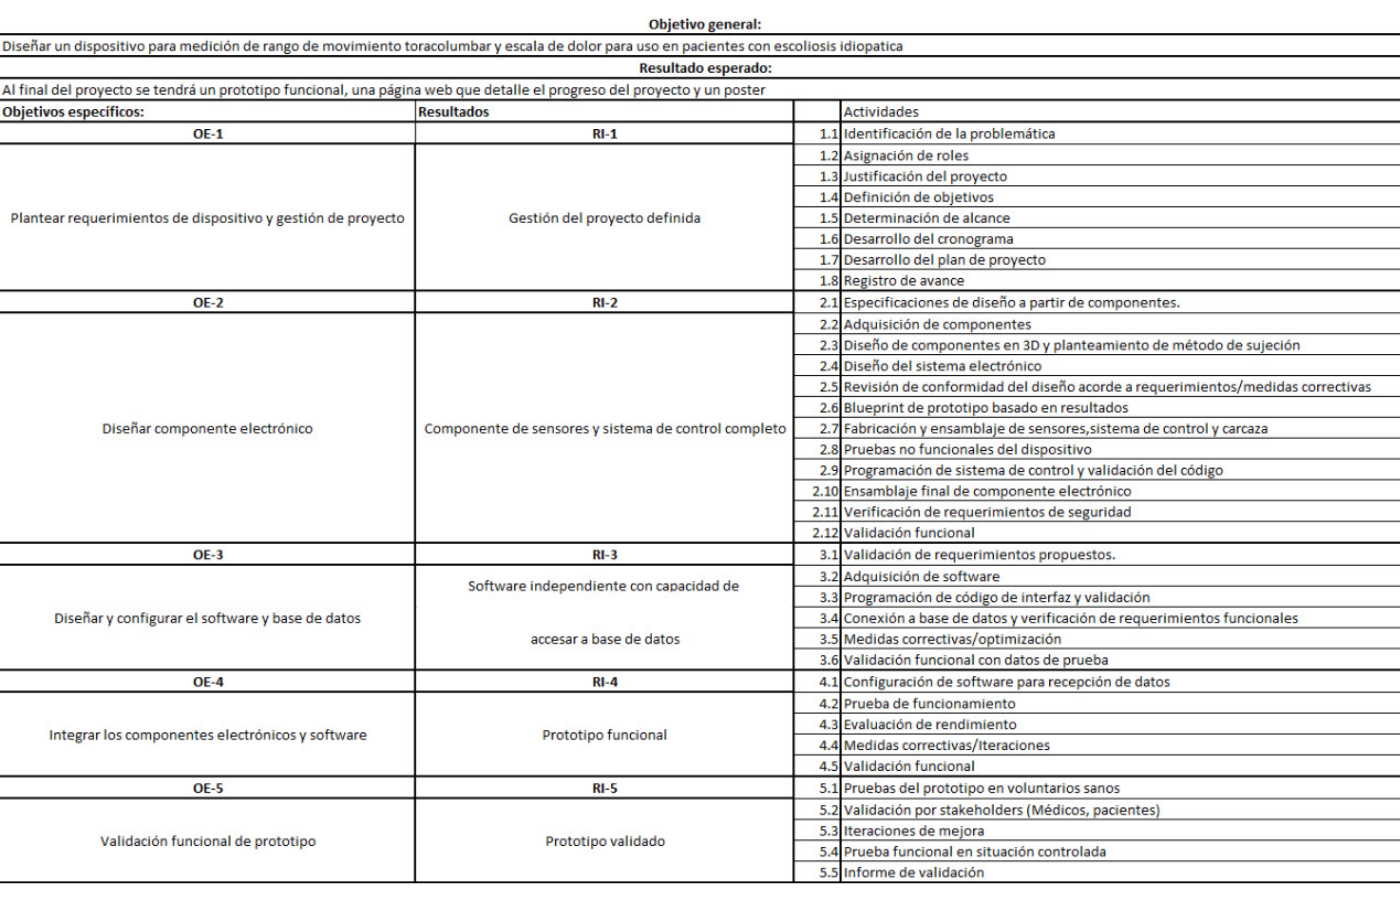 Objetivo general:
Diseñar un dispositivo para medición de rango de movimiento toracolumbar y escala de dolor para uso en pacientes con escoliosis idiopatica
Resultado esperado:
Al final del proyecto se tendrá un prototipo funcional, una página web que detalle el progreso del proyecto y un poster
Objetivos específicos: Resultados Actividades
OE-1 RI-1 1.1 Identificación de la problemática
1.2 Asignación de roles
1.3 Justificación del proyecto
1.4 Definición de objetivos
Plantear requerimientos de dispositivo y gestión de proyecto Gestión del proyecto definida 1.5 Determinación de alcance
1.6 Desarrollo del cronograma
1.7 Desarrollo del plan de proyecto
1.8 Registro de avance
OE-2 RI-2 2.1 Especificaciones de diseño a partir de componentes.
2.2 Adquisición de componentes
2.3 Diseño de componentes en 3D y planteamiento de método de sujeción
2.4 Diseño del sistema electrónico
2.5 Revisión de conformidad del diseño acorde a requerimientos/medidas correctivas
2.6 Blueprint de prototipo basado en resultados
Diseñar componente electrónico Componente de sensores y sistema de control completo 2.7 Fabricación y ensamblaje de sensores,sistema de control y carcaza
2.8 Pruebas no funcionales del dispositivo
2.9 Programación de sistema de control y validación del código
2.10 Ensamblaje final de componente electrónico
2.11 Verificación de requerimientos de seguridad
2.12 Validación funcional
OE-3 RI-3 3.1 Validación de requerimientos propuestos.
3.2 Adquisición de software
Software independiente con capacidad de
3.3 Programación de código de interfaz y validación
Diseñar y configurar el software y base de datos 3.4 Conexión a base de datos y verificación de requerimientos funcionales
accesar a base de datos 3.5 Medidas correctivas/optimización
3.6 Validación funcional con datos de prueba
OE-4 RI-4 4.1 Configuración de software para recepción de datos
4.2 Prueba de funcionamiento
4.3 Evaluación de rendimiento
Integrar los componentes electrónicos y software Prototipo funcional 4.4 Medidas correctivas/Iteraciones
4.5 Validación funcional
OE-5 RI-5 5.1 Pruebas del prototipo en voluntarios sanos
5.2 Validación por stakeholders (Médicos, pacientes)
5.3 Iteraciones de mejora
Validación funcional de prototipo Prototipo validado 5.4 Prueba funcional en situación controlada
5.5 Informe de validación